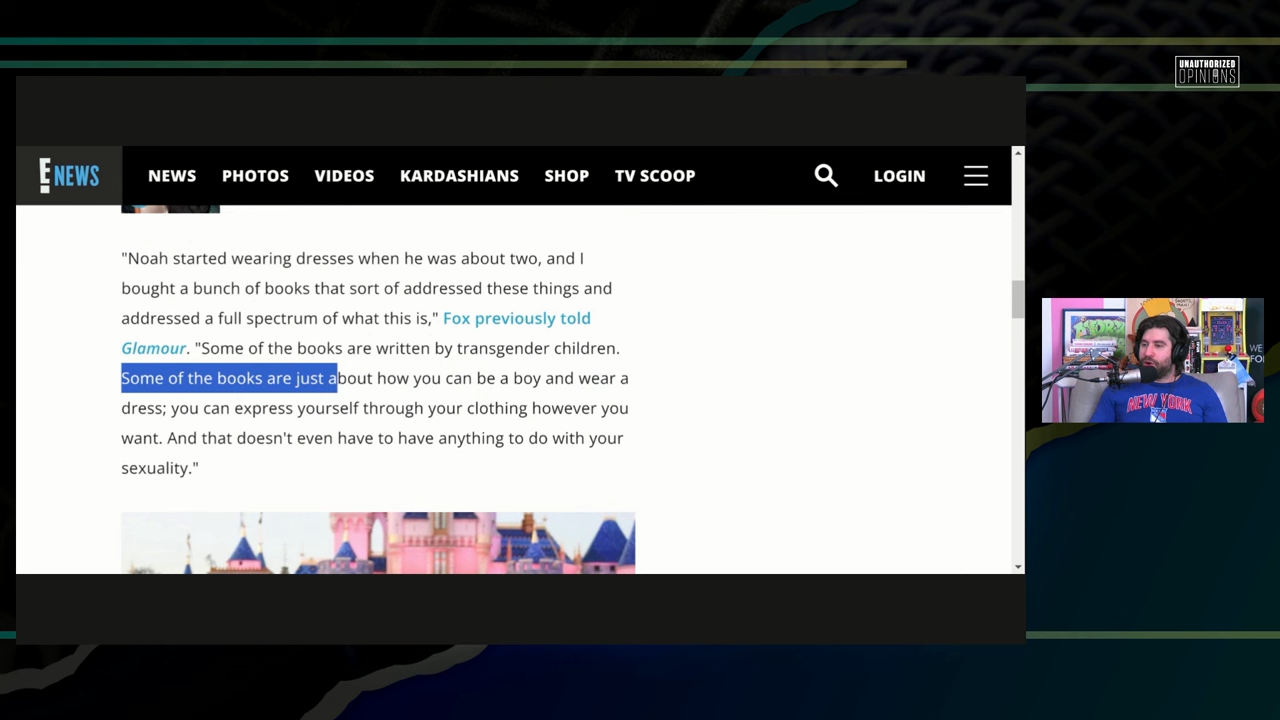 UNAUTHORIZED
OPINIONS
E! NEWS
NEWS PHOTOS VIDEOS KARDASHIANS SHOP TV SCOOP LOGIN
"Noah started wearing dresses when he was about two, and I
bought a bunch of books that sort of addressed these things and
addressed a full spectrum of what this is," Fox previously told
Glamour. "Some of the books are written by transgender children.
Some of the books are just about how you can be a boy and wear a
dress; you can express yourself through your clothing however you
want. And that doesn't even have to have anything to do with your
sexuality."
NEW YORK